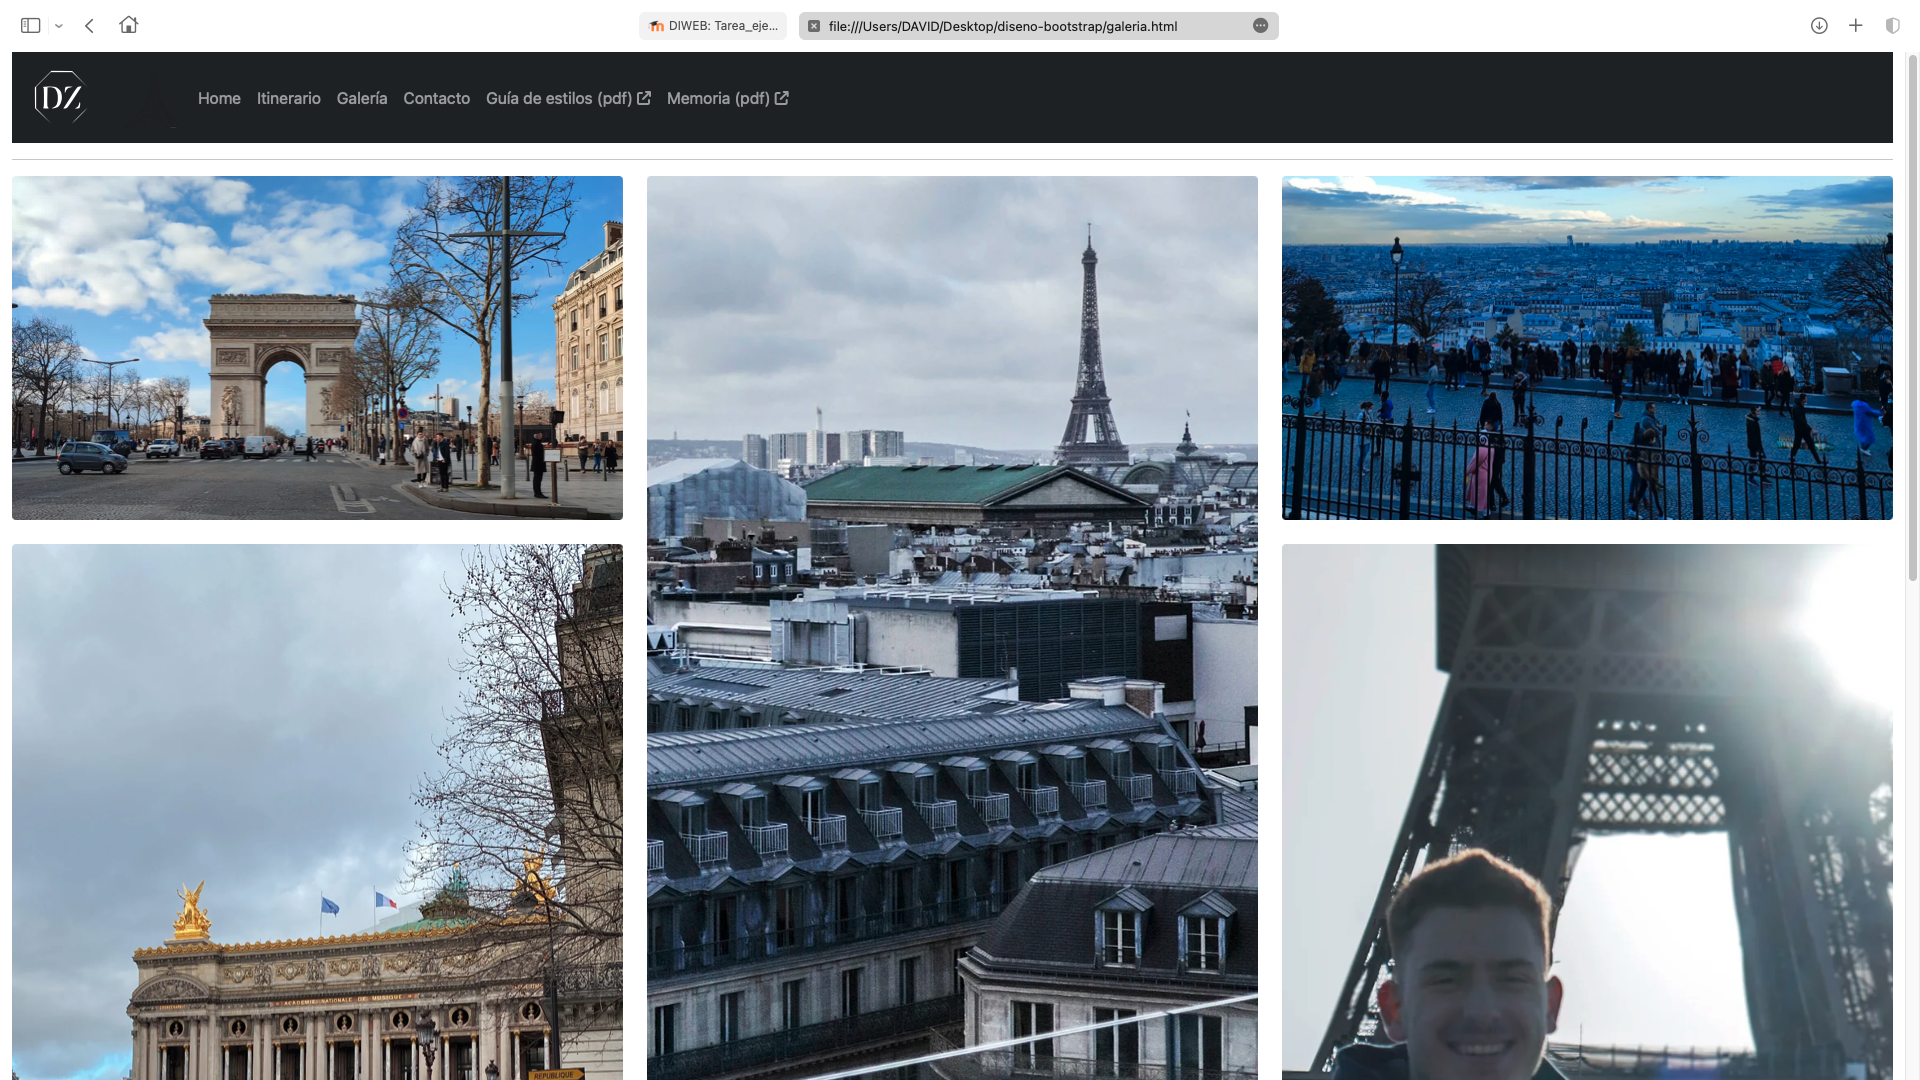 DIWEB: Tarea_eje...
file:///Users/DAVID/Desktop/diseno-bootstrap/galeria.html
DZ
Home Itinerario Galería Contacto Guía de estilos (pdf) Memoria (pdf)
ACADEMIE NATIONALE DE MUSIQUE
REPUBLIQUE